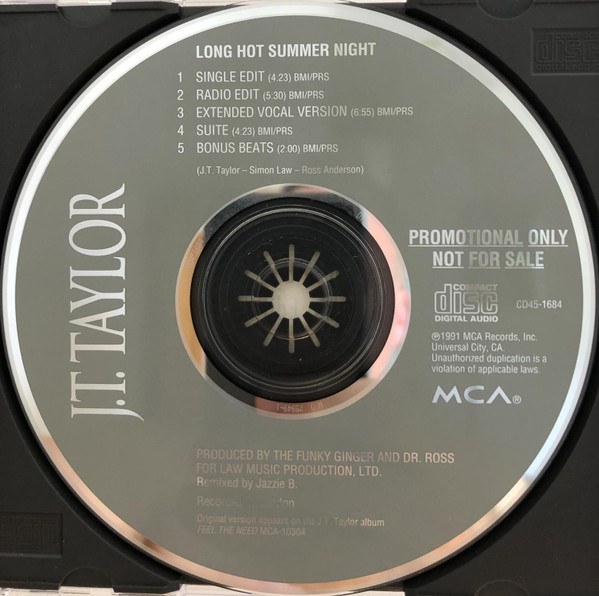 LONG HOT SUMMER NIGHT
1 SINGLE EDIT (4:23) BMI/PRS
2 RADIO EDIT (5:30) BMI/PRS
3 EXTENDED VOCAL VERSION (6:55) BMI/PRS
4 SUITE (4:23) BMI/PRS
5 BONUS BEATS (2:00) BMI/PRS
(J.T. Taylor – Simon Law – Ross Anderson)
J.T. TAYLOR
PROMOTIONAL ONLY
NOT FOR SALE
COMPACT
disc
DIGITAL AUDIO
CD45-1684
℗1991 MCA Records, Inc.
Universal City, CA.
Unauthorized duplication is a
violation of applicable laws.
MCA®
PRODUCED BY THE FUNKY GINGER AND DR. ROSS
FOR LAW MUSIC PRODUCTION, LTD.
Remixed by Jazzie B.
Recorded London
Original version appears on the J.T. Taylor album
FEEL THE NEED MCA-10304